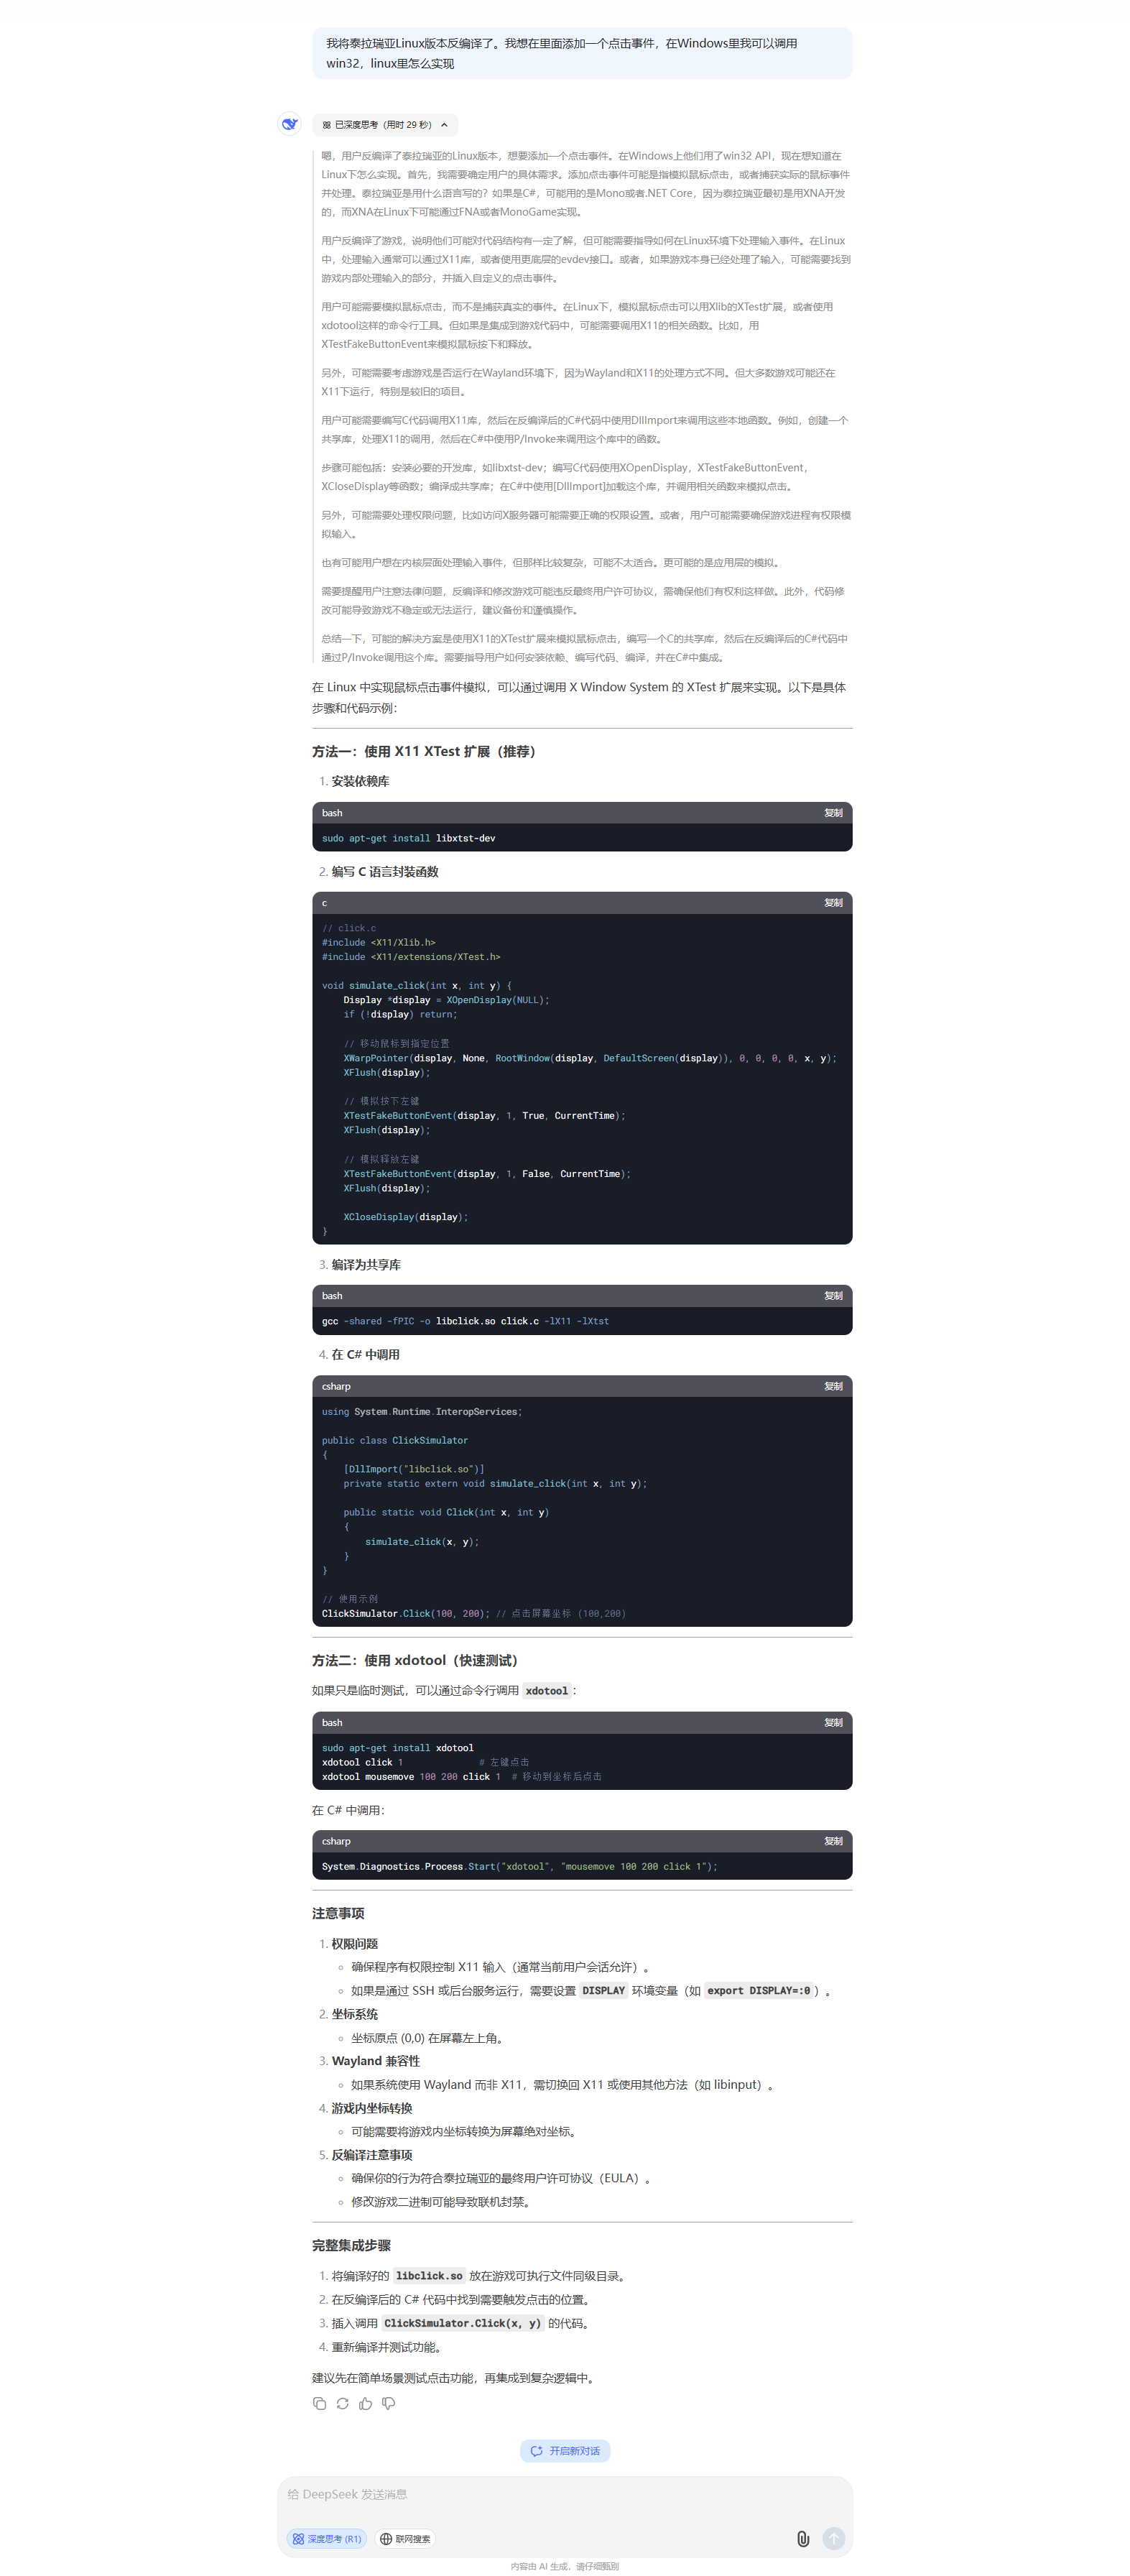 我将泰拉瑞亚Linux版本反编译了。我想在里面添加一个点击事件，在Windows里我可以调用
win32，linux里怎么实现
已深度思考（用时 29 秒）
嗯，用户反编译了泰拉瑞亚的Linux版本，想要添加一个点击事件。在Windows上他们用了win32 API，现在想知道在
Linux下怎么实现。首先，我需要确定用户的具体需求。添加点击事件可能是指模拟鼠标点击，或者捕获实际的鼠标事件
并处理。泰拉瑞亚是用什么语言写的？如果是C#，可能用的是Mono或者.NET Core，因为泰拉瑞亚最初是用XNA开发
的，而XNA在Linux下可能通过FNA或者MonoGame实现。
用户反编译了游戏，说明他们可能对代码结构有一定了解，但可能需要指导如何在Linux环境下处理输入事件。在Linux
中，处理输入通常可以通过X11库，或者使用更底层的evdev接口。或者，如果游戏本身已经处理了输入，可能需要找到
游戏内部处理输入的部分，并插入自定义的点击事件。
用户可能需要模拟鼠标点击，而不是捕获真实的事件。在Linux下，模拟鼠标点击可以用Xlib的XTest扩展，或者使用
xdotool这样的命令行工具。但如果是集成到游戏代码中，可能需要调用X11的相关函数。比如，用
XTestFakeButtonEvent来模拟鼠标按下和释放。
另外，可能需要考虑游戏是否运行在Wayland环境下，因为Wayland和X11的处理方式不同。但大多数游戏可能还在
X11下运行，特别是较旧的项目。
用户可能需要编写C代码调用X11库，然后在反编译后的C#代码中使用DllImport来调用这些本地函数。例如，创建一个
共享库，处理X11的调用，然后在C#中使用P/Invoke来调用这个库中的函数。
步骤可能包括：安装必要的开发库，如libxtst-dev；编写C代码使用XOpenDisplay，XTestFakeButtonEvent，
XCloseDisplay等函数；编译成共享库；在C#中使用[DllImport]加载这个库，并调用相关函数来模拟点击。
另外，可能需要处理权限问题，比如访问X服务器可能需要正确的权限设置。或者，用户可能需要确保游戏进程有权限模
拟输入。
也有可能用户想在内核层面处理输入事件，但那样比较复杂，可能不太适合。更可能的是应用层的模拟。
需要提醒用户注意法律问题，反编译和修改游戏可能违反最终用户许可协议，需确保他们有权利这样做。此外，代码修
改可能导致游戏不稳定或无法运行，建议备份和谨慎操作。
总结一下，可能的解决方案是使用X11的XTest扩展来模拟鼠标点击，编写一个C的共享库，然后在反编译后的C#代码中
通过P/Invoke调用这个库。需要指导用户如何安装依赖、编写代码、编译，并在C#中集成。
在 Linux 中实现鼠标点击事件模拟，可以通过调用 X Window System 的 XTest 扩展来实现。以下是具体
步骤和代码示例：
方法一：使用 X11 XTest 扩展（推荐）
1. 安装依赖库
bash 复制
sudo apt-get install libxtst-dev
2. 编写 C 语言封装函数
c 复制
// click.c
#include <X11/Xlib.h>
#include <X11/extensions/XTest.h>
void simulate_click(int x, int y) {
Display *display = XOpenDisplay(NULL);
if (!display) return;
// 移动鼠标到指定位置
XWarpPointer(display, None, RootWindow(display, DefaultScreen(display)), 0, 0, 0, 0, x, y);
XFlush(display);
// 模拟按下左键
XTestFakeButtonEvent(display, 1, True, CurrentTime);
XFlush(display);
// 模拟释放左键
XTestFakeButtonEvent(display, 1, False, CurrentTime);
XFlush(display);
XCloseDisplay(display);
}
3. 编译为共享库
bash 复制
gcc -shared -fPIC -o libclick.so click.c -lX11 -lXtst
4. 在 C# 中调用
csharp 复制
using System.Runtime.InteropServices;
public class ClickSimulator
{
[DllImport("libclick.so")]
private static extern void simulate_click(int x, int y);
public static void Click(int x, int y)
{
simulate_click(x, y);
}
}
// 使用示例
ClickSimulator.Click(100, 200); // 点击屏幕坐标 (100,200)
方法二：使用 xdotool（快速测试）
如果只是临时测试，可以通过命令行调用 xdotool：
bash 复制
sudo apt-get install xdotool
xdotool click 1 # 左键点击
xdotool mousemove 100 200 click 1 # 移动到坐标后点击
在 C# 中调用：
csharp 复制
System.Diagnostics.Process.Start("xdotool", "mousemove 100 200 click 1");
注意事项
1. 权限问题
确保程序有权限控制 X11 输入（通常当前用户会话允许）。
如果是通过 SSH 或后台服务运行，需要设置 DISPLAY 环境变量（如 export DISPLAY=:0）。
2. 坐标系统
坐标原点 (0,0) 在屏幕左上角。
3. Wayland 兼容性
如果系统使用 Wayland 而非 X11，需切换回 X11 或使用其他方法（如 libinput）。
4. 游戏内坐标转换
可能需要将游戏内坐标转换为屏幕绝对坐标。
5. 反编译注意事项
确保你的行为符合泰拉瑞亚的最终用户许可协议（EULA）。
修改游戏二进制可能导致联机封禁。
完整集成步骤
1. 将编译好的 libclick.so 放在游戏可执行文件同级目录。
2. 在反编译后的 C# 代码中找到需要触发点击的位置。
3. 插入调用 ClickSimulator.Click(x, y) 的代码。
4. 重新编译并测试功能。
建议先在简单场景测试点击功能，再集成到复杂逻辑中。
开启新对话
给 DeepSeek 发送消息
深度思考 (R1) 联网搜索
内容由 AI 生成，请仔细甄别